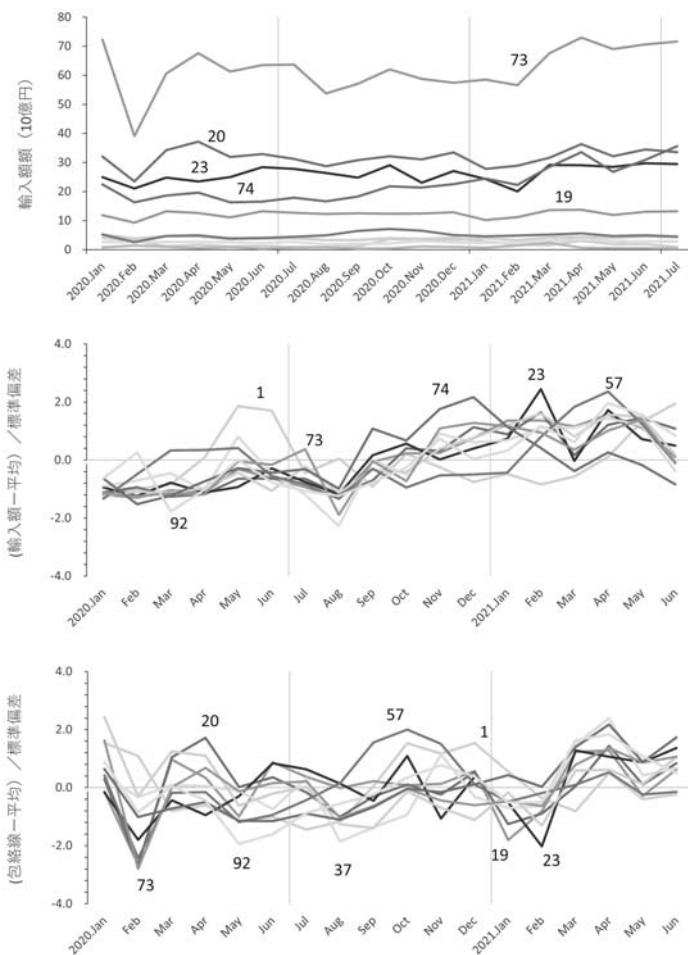 輸入額額（10億円）
80
70
60
50
40
30
20
10
0
73
20
23
74
19
2020.Jan
2020.Feb
2020.Mar
2020.Apr
2020.May
2020.Jun
2020.Jul
2020.Aug
2020.Sep
2020.Oct
2020.Nov
2020.Dec
2021.Jan
2021.Feb
2021.Mar
2021.Apr
2021.May
2021.Jun
2021.Jul
(輸入額ー平均) ／標準偏差
4.0
2.0
0.0
-2.0
-4.0
1
73
92
74
23
57
2020.Jan
Feb
Mar
Apr
May
Jun
Jul
Aug
Sep
Oct
Nov
Dec
2021.Jan
Feb
Mar
Apr
May
Jun
(包絡線ー平均) ／標準偏差
4.0
2.0
0.0
-2.0
-4.0
20
57
1
73
92
37
19
23
2020.Jan
Feb
Mar
Apr
May
Jun
Jul
Aug
Sep
Oct
Nov
Dec
2021.Jan
Feb
Mar
Apr
May
Jun